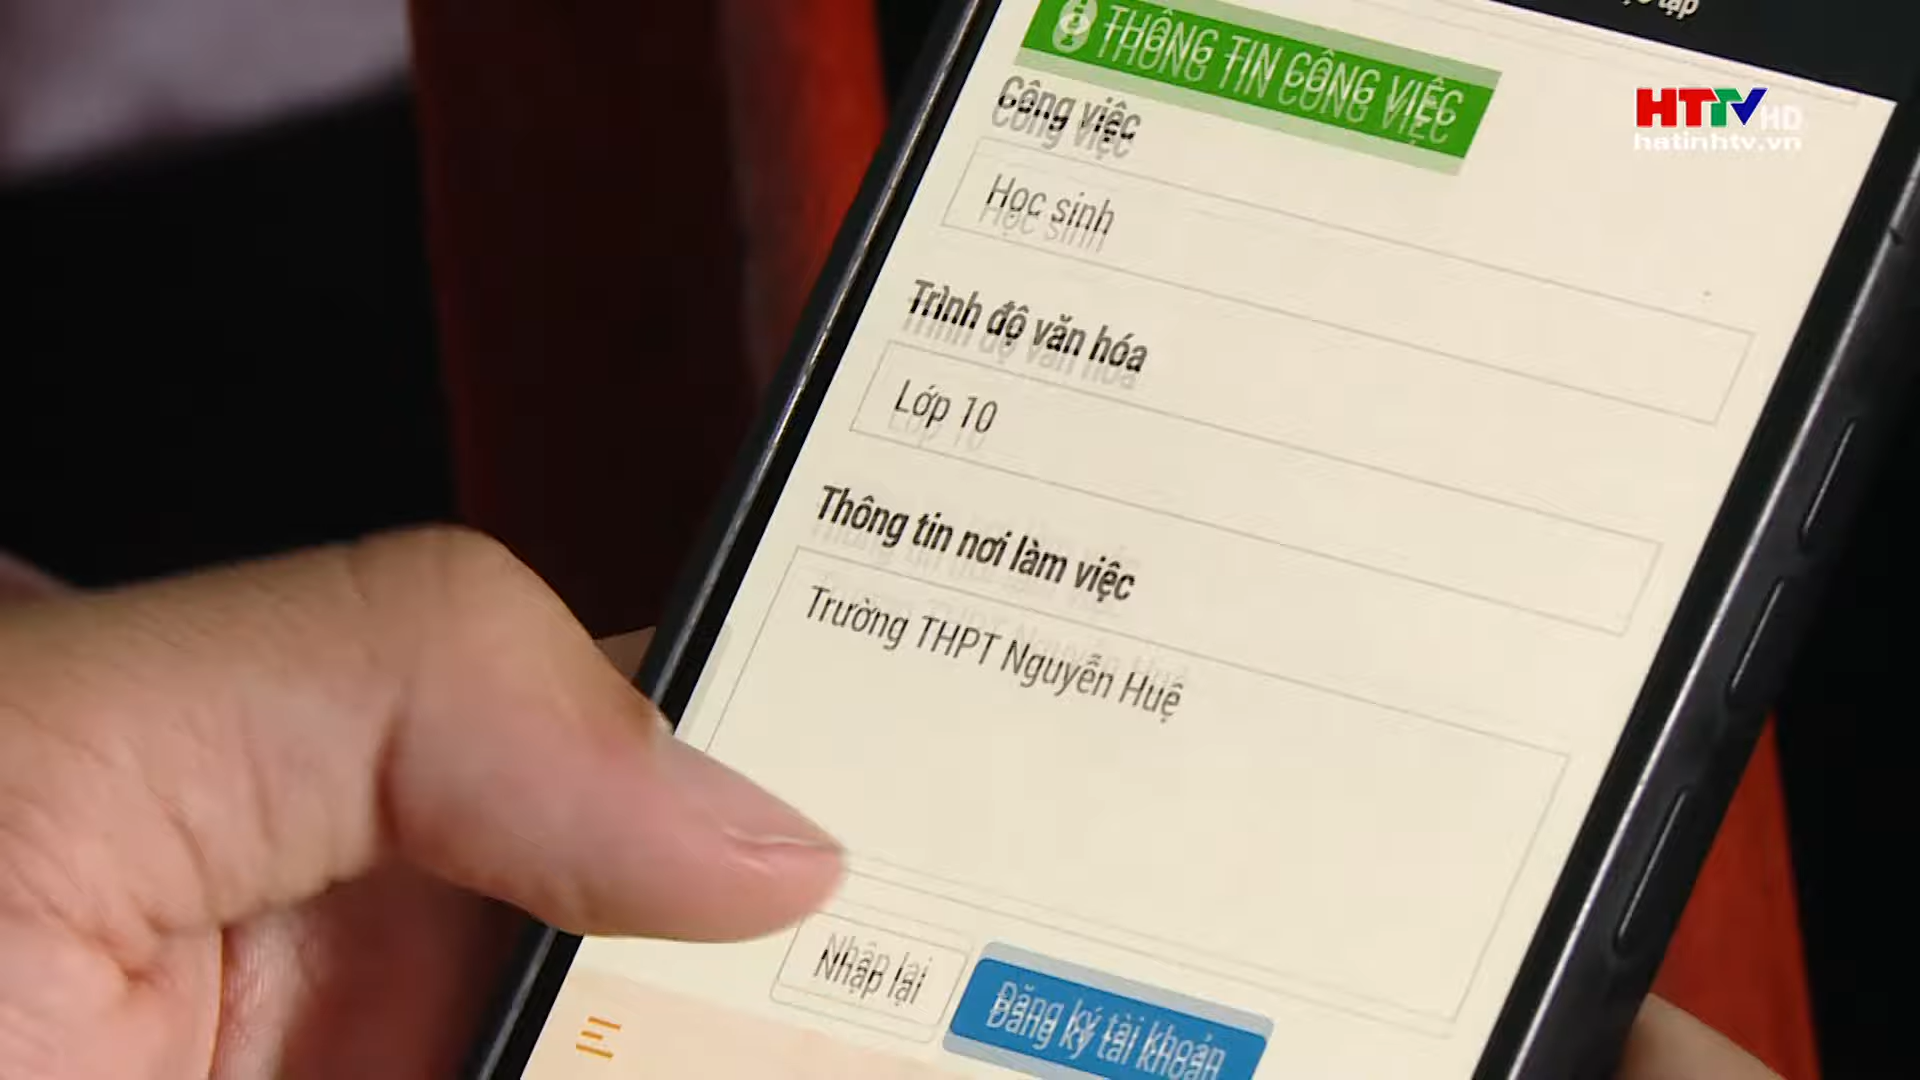 THÔNG TIN CÔNG VIỆC
HTTV HD
hatinhtv.vn
Công việc
Học sinh
Trình độ văn hóa
Lớp 10
Thông tin nơi làm việc
Trường THPT Nguyễn Huệ
Nhập lại
Đăng ký tài khoản